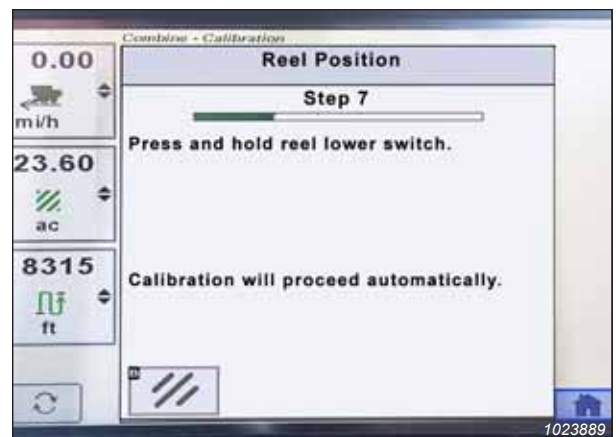 Combine - Calibration
Reel Position
Step 7
Press and hold reel lower switch.
Calibration will proceed automatically.
0.00
mi/h
23.60
ac
8315
ft
1023889